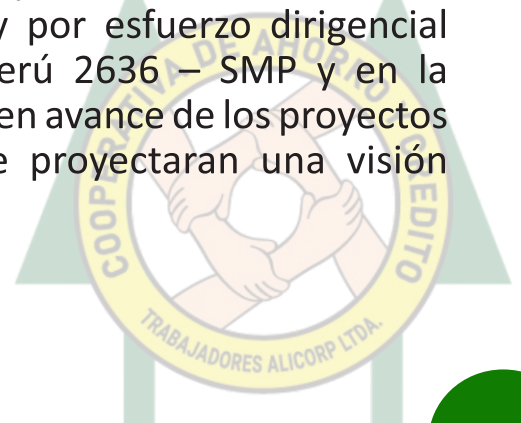 y por esfuerzo dirigencial
erú 2636 – SMP y en la
en avance de los proyectos
e proyectaran una visión
COOPERATIVA DE AHORRO
CREDITO
TRABAJADORES ALICORP LTDA.